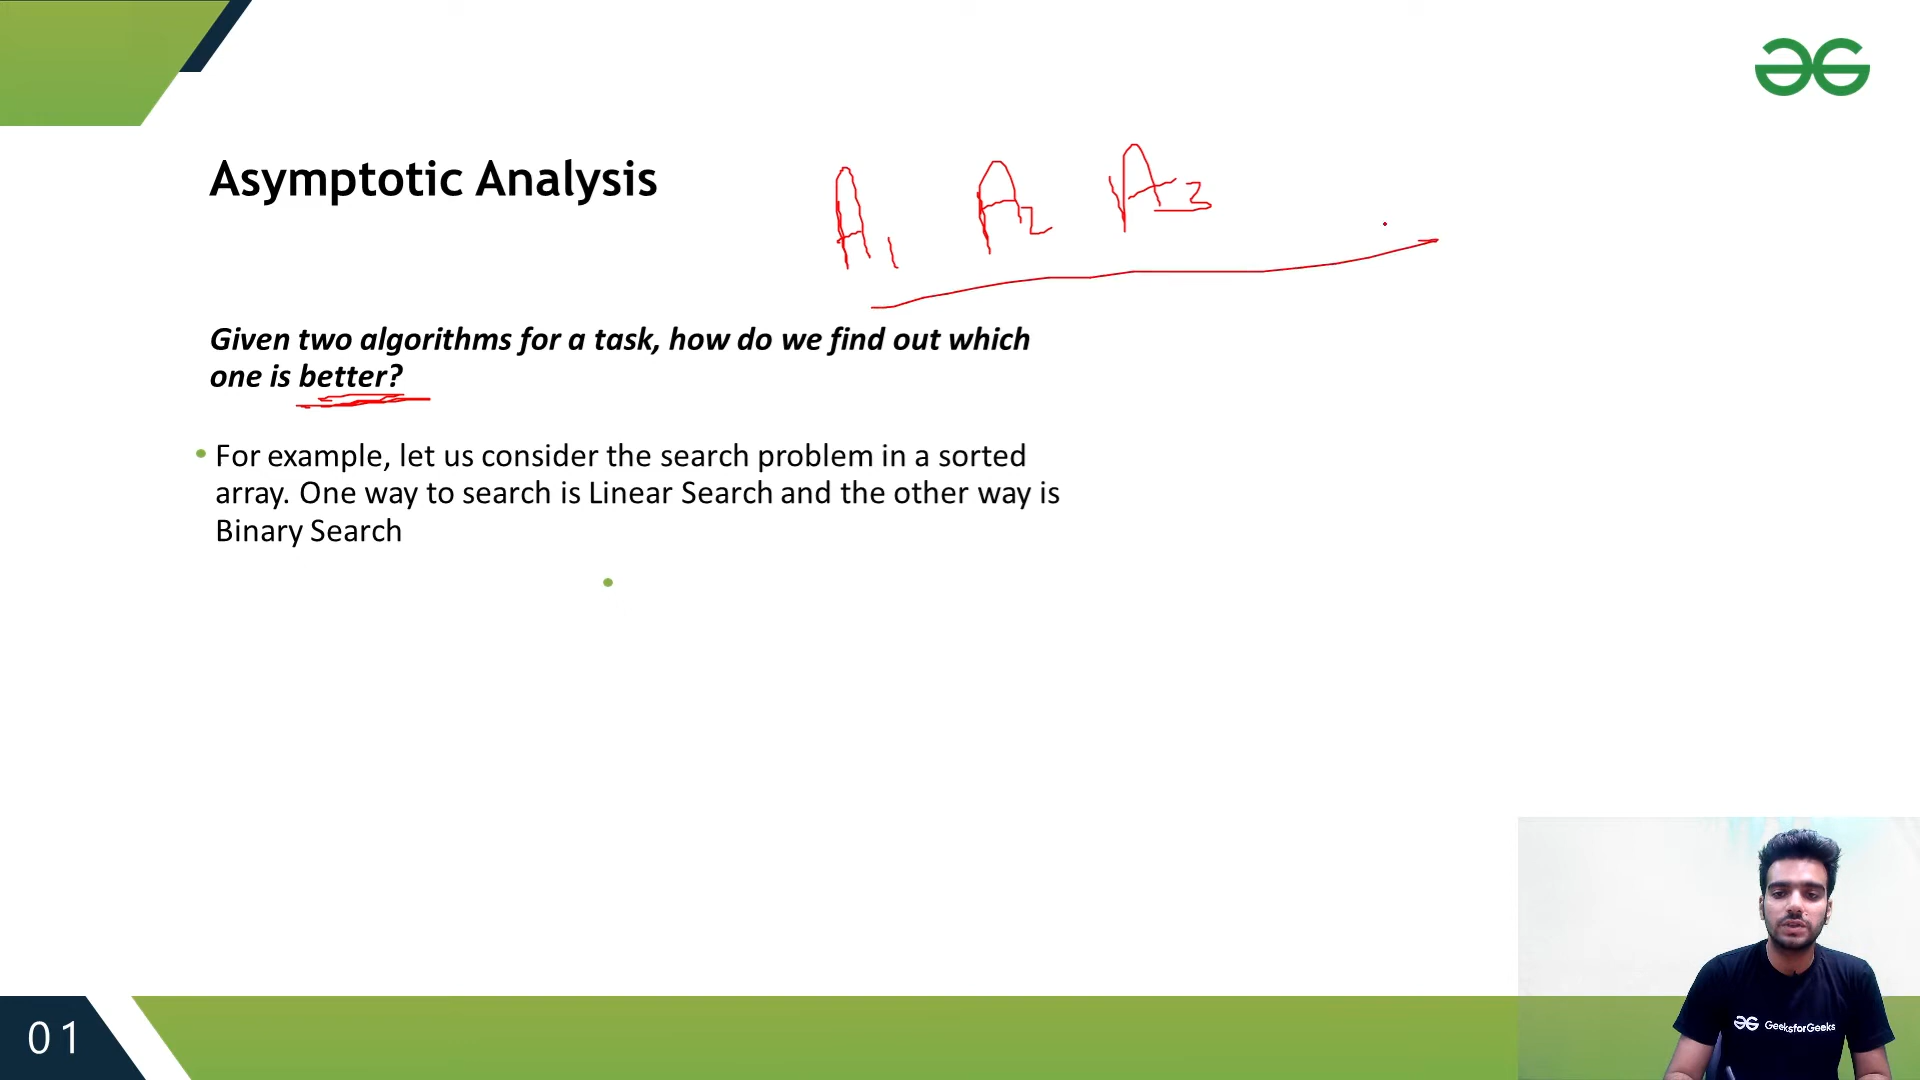 Asymptotic Analysis
A1 A2 A3
Given two algorithms for a task, how do we find out which
one is better?
• For example, let us consider the search problem in a sorted
array. One way to search is Linear Search and the other way is
Binary Search
•
GeeksforGeeks
01